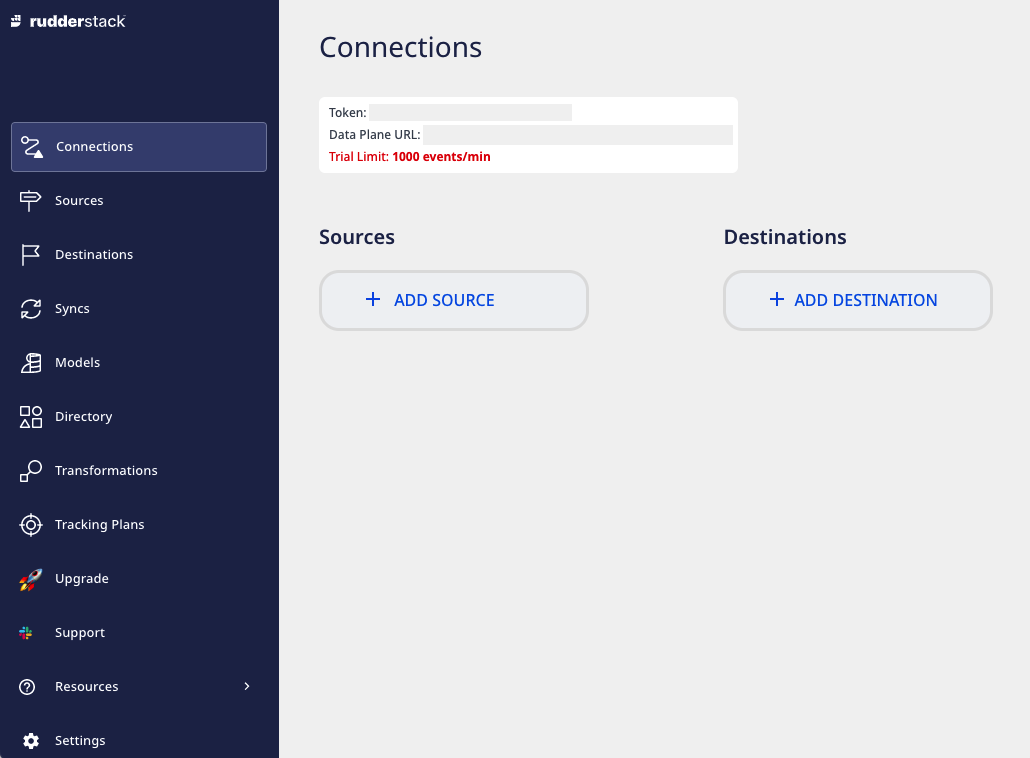 rudderstack
Connections
Sources
Destinations
Syncs
Models
Directory
Transformations
Tracking Plans
Upgrade
Support
Resources
Settings
Connections
Token:
Data Plane URL:
Trial Limit: 1000 events/min
Sources
Destinations
+ ADD SOURCE
+ ADD DESTINATION